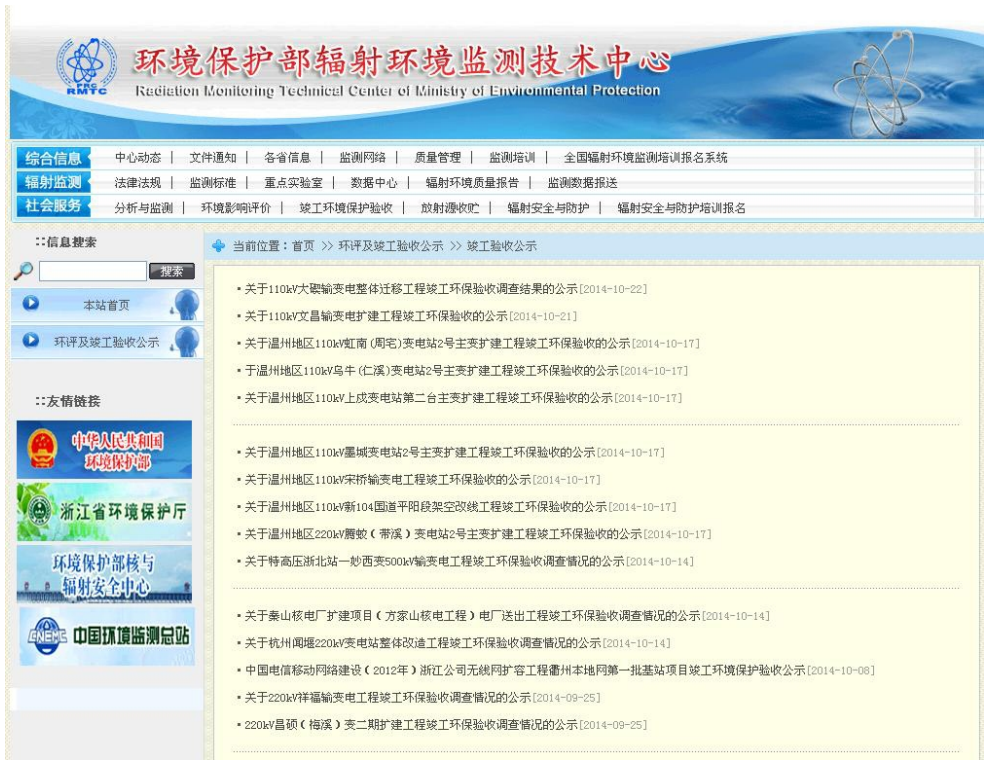 环境保护部辐射环境监测技术中心
Radiation Monitoring Technical Center of Ministry of Environmental Protection
PRC
RMTC
综合信息 中心动态 | 文件通知 | 各省信息 | 监测网络 | 质量管理 | 监测培训 | 全国辐射环境监测培训报名系统
辐射监测 法律法规 | 监测标准 | 重点实验室 | 数据中心 | 辐射环境质量报告 | 监测数据报送
社会服务 分析与监测 | 环境影响评价 | 竣工环境保护验收 | 放射源收贮 | 辐射安全与防护 | 辐射安全与防护培训报名
::信息搜索
搜索
本站首页
环评及竣工验收公示
::友情链接
中华人民共和国
环境保护部
浙江省环境保护厅
环境保护部核与
辐射安全中心
CNEMC 中国环境监测总站
当前位置：首页 >> 环评及竣工验收公示 >> 竣工验收公示
▪关于110kV大碶输变电整体迁移工程竣工环保验收调查结果的公示[2014-10-22]
▪关于110kV文昌输变电扩建工程竣工环保验收的公示[2014-10-21]
▪关于温州地区110kV虹南(周宅)变电站2号主变扩建工程竣工环保验收的公示[2014-10-17]
▪于温州地区110kV乌牛(仁溪)变电站2号主变扩建工程竣工环保验收的公示[2014-10-17]
▪关于温州地区110kV上戍变电站第二台主变扩建工程竣工环保验收的公示[2014-10-17]
▪关于温州地区110kV墨城变电站2号主变扩建工程竣工环保验收的公示[2014-10-17]
▪关于温州地区110kV宋桥输变电工程竣工环保验收的公示[2014-10-17]
▪关于温州地区110kV新104国道平阳段架空改线工程竣工环保验收的公示[2014-10-17]
▪关于温州地区220kV腾蛟（带溪）变电站2号主变扩建工程竣工环保验收的公示[2014-10-17]
▪关于特高压浙北站一妙西变500kV输变电工程竣工环保验收调查情况的公示[2014-10-14]
▪关于秦山核电厂扩建项目（方家山核电工程）电厂送出工程竣工环保验收调查情况的公示[2014-10-14]
▪关于杭州闻堰220kV变电站整体改造工程竣工环保验收调查情况的公示[2014-10-14]
▪中国电信移动网络建设（2012年）浙江公司无线网扩容工程衢州本地网第一批基站项目竣工环境保护验收公示[2014-10-08]
▪关于220kV祥福输变电工程竣工环保验收调查情况的公示[2014-09-25]
▪220kV昌硕（梅溪）变二期扩建工程竣工环保验收调查情况的公示[2014-09-25]